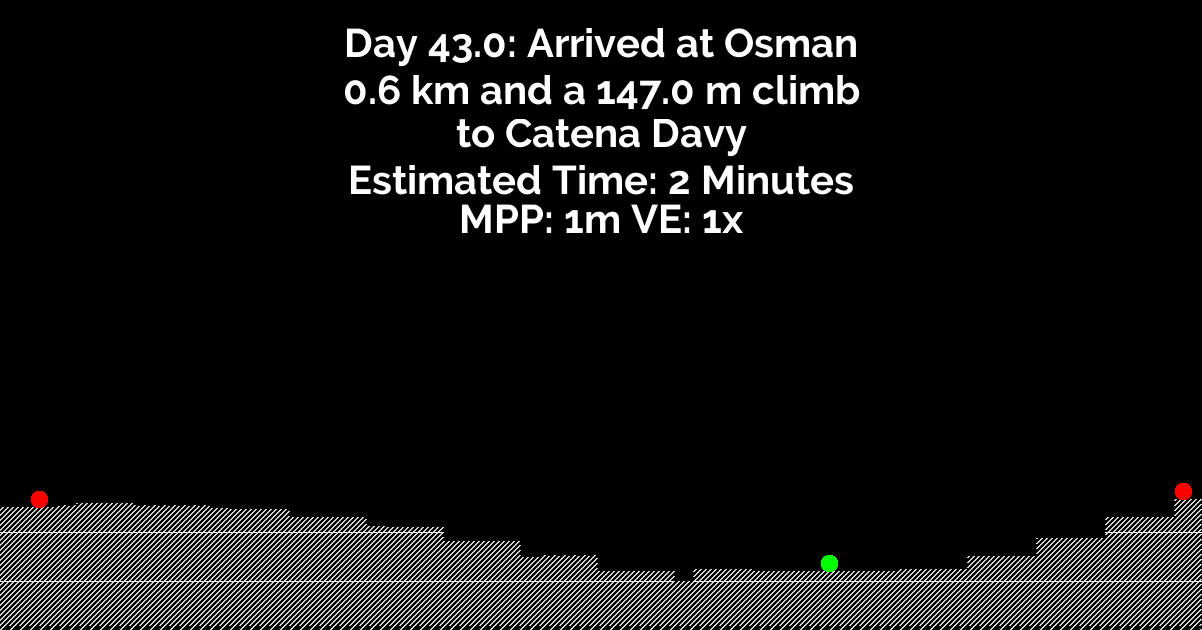 Day 43.0: Arrived at Osman
0.6 km and a 147.0 m climb
to Catena Davy
Estimated Time: 2 Minutes
MPP: 1m VE: 1x